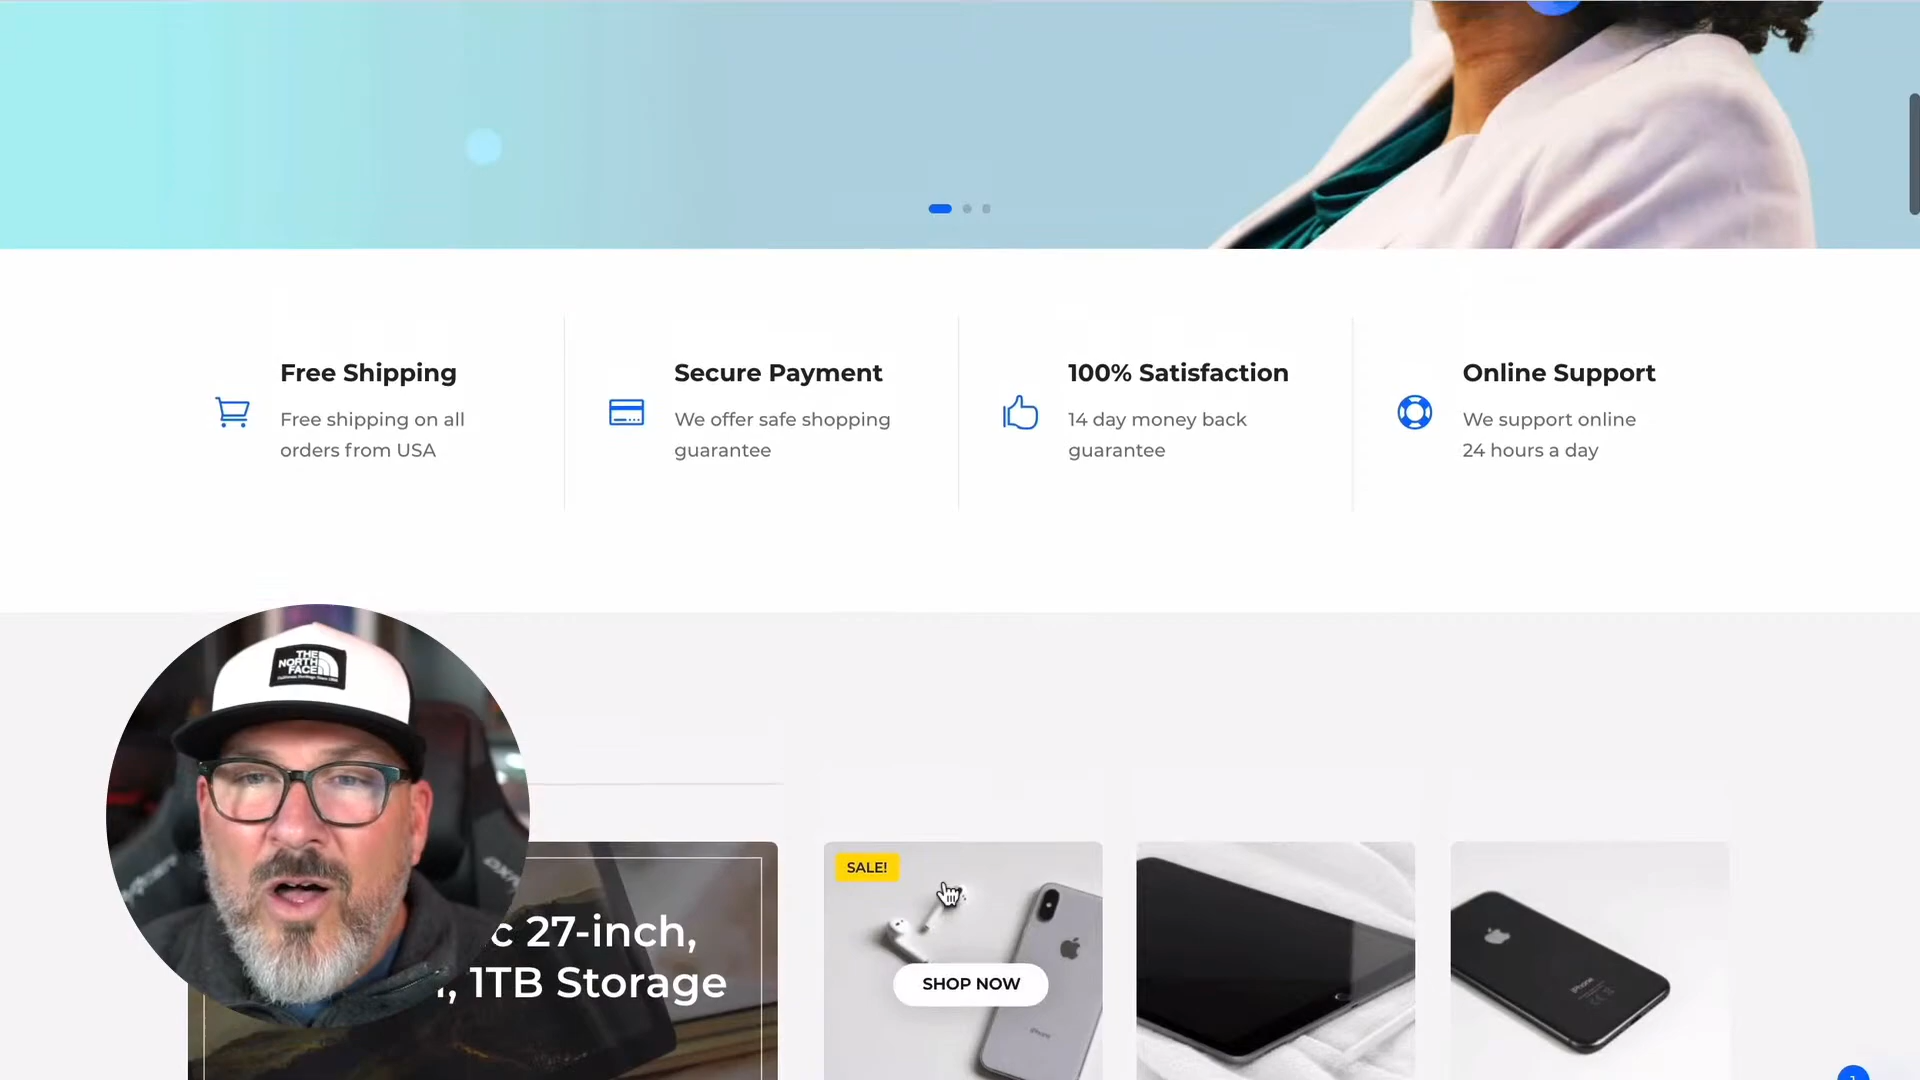 Free Shipping
Free shipping on all
orders from USA
Secure Payment
We offer safe shopping
guarantee
100% Satisfaction
14 day money back
guarantee
Online Support
We support online
24 hours a day
THE
NORTH
FACE
c 27-inch,
, 1TB Storage
SALE!
SHOP NOW
iPhone
iPhone